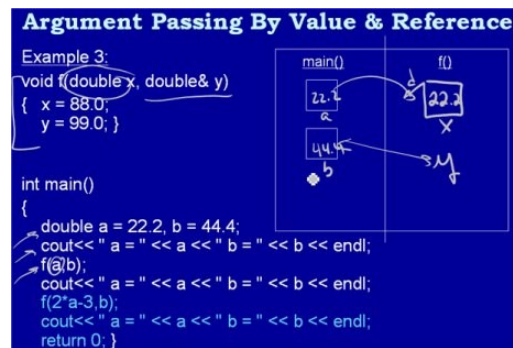 Argument Passing By Value & Reference
Example 3:
void f(double x, double& y)
{ x = 88.0;
y = 99.0; }
int main()
{
double a = 22.2, b = 44.4;
cout<< " a = " << a << " b = " << b << endl;
f(a,b);
cout<< " a = " << a << " b = " << b << endl;
f(2*a-3,b);
cout<< " a = " << a << " b = " << b << endl;
return 0; }
main() f()
d
22.2 22.2
a x
44.4 y
b